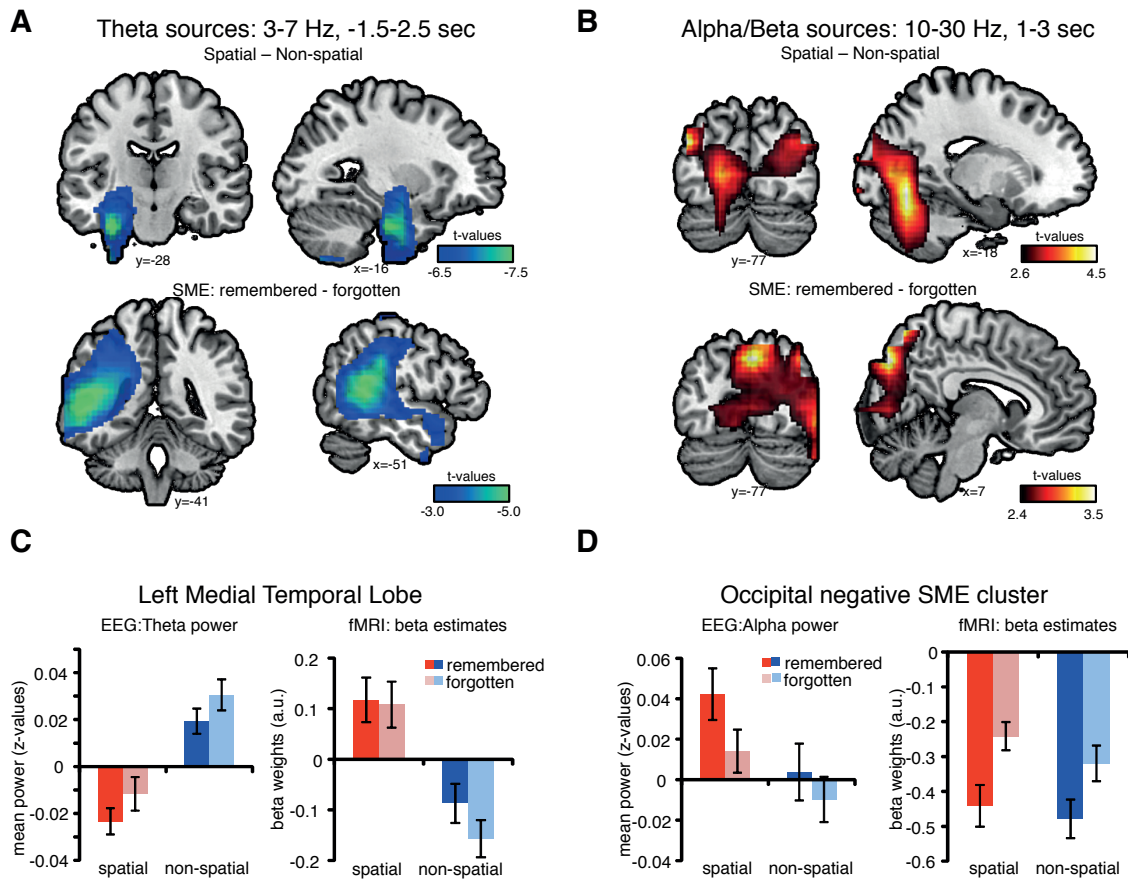 A
Theta sources: 3-7 Hz, -1.5-2.5 sec
Spatial – Non-spatial
y=-28
x=-16
t-values
-6.5 -7.5
SME: remembered - forgotten
y=-41
x=-51
t-values
-3.0 -5.0
B
Alpha/Beta sources: 10-30 Hz, 1-3 sec
Spatial – Non-spatial
y=-77
x=-18
t-values
2.6 4.5
SME: remembered - forgotten
y=-77
x=7
t-values
2.4 3.5
C
Left Medial Temporal Lobe
EEG:Theta power
mean power (z-values)
0.04
0.02
0
-0.02
-0.04
spatial non-spatial
fMRI: beta estimates
remembered
forgotten
beta weights (a.u.)
0.2
0.1
0
-0.1
-0.2
spatial non-spatial
D
Occipital negative SME cluster
EEG:Alpha power
remembered
forgotten
mean power (z-values)
0.06
0.04
0.02
0
-0.02
-0.04
spatial non-spatial
fMRI: beta estimates
beta weights (a.u.)
0
-0.1
-0.2
-0.3
-0.4
-0.5
-0.6
spatial non-spatial